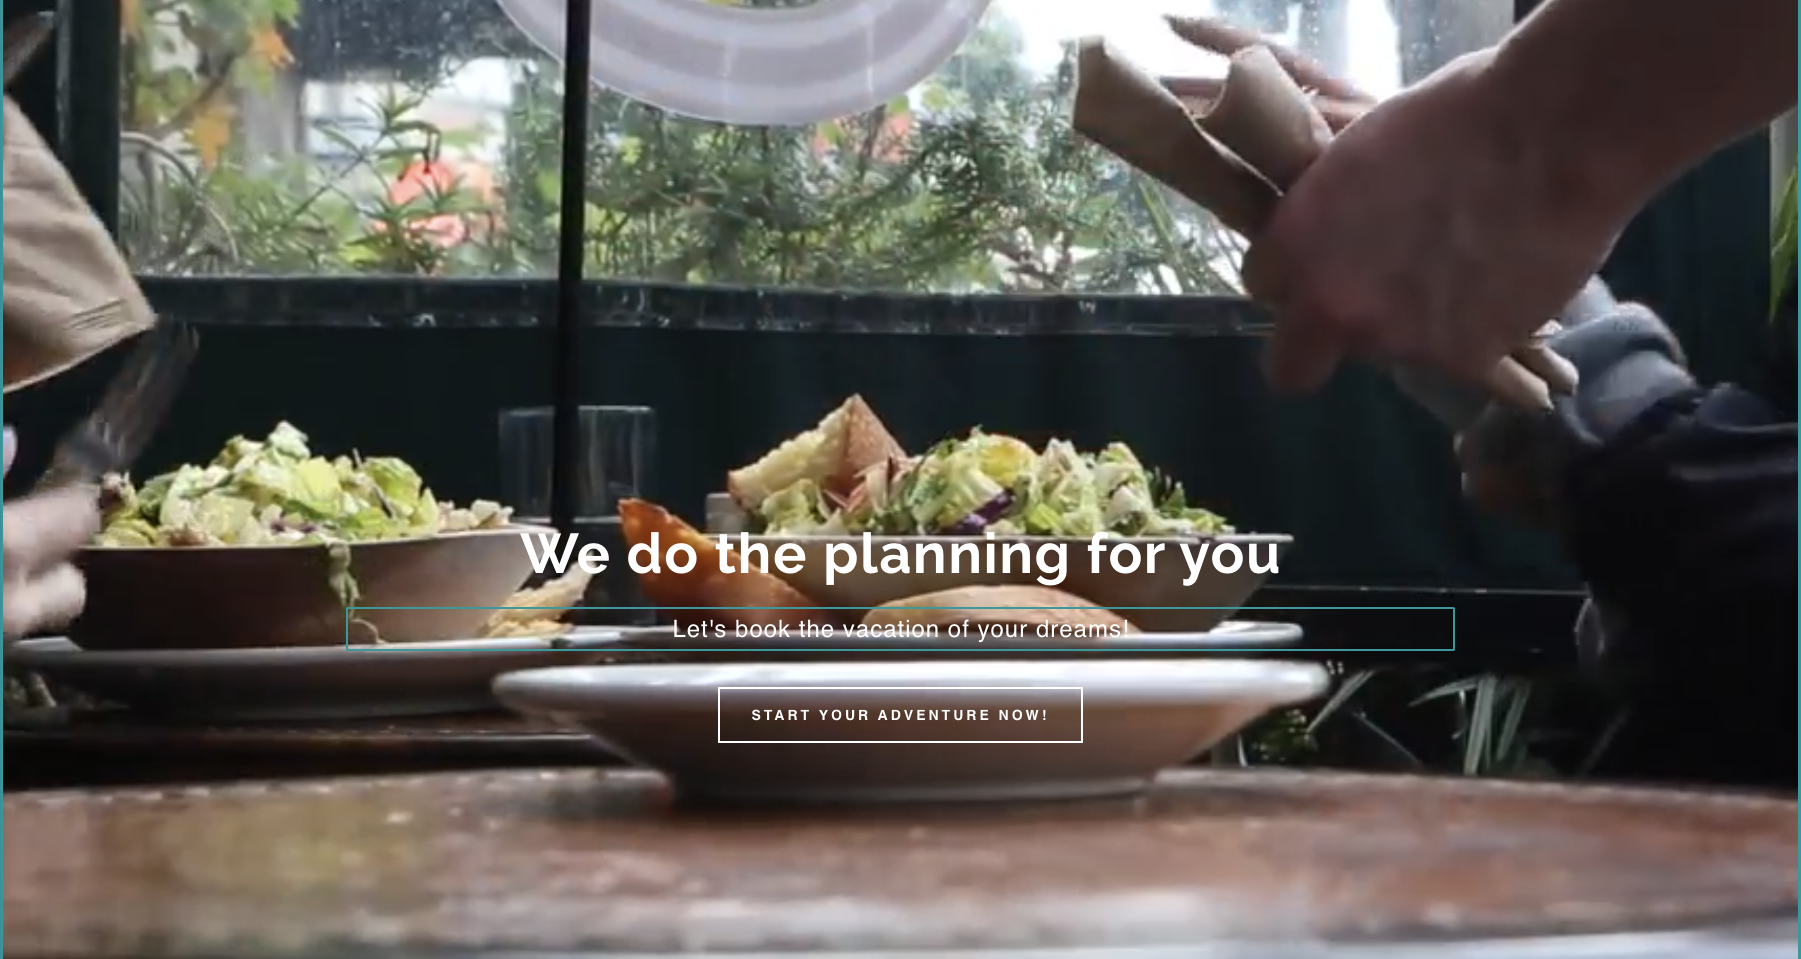 We do the planning for you
Let's book the vacation of your dreams!
START YOUR ADVENTURE NOW!